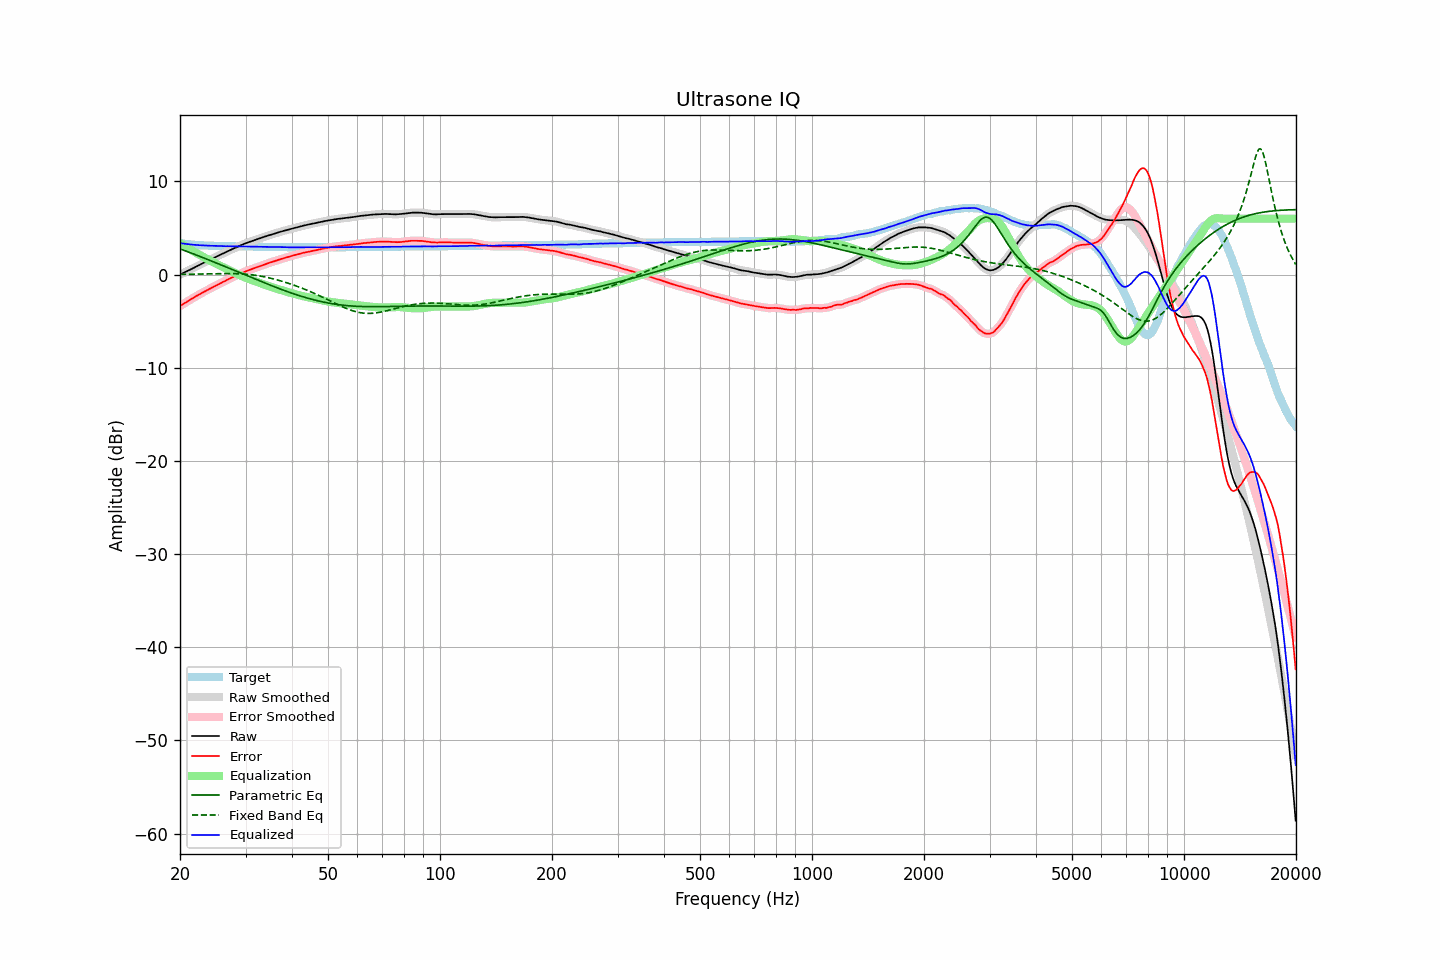 Ultrasone IQ
Amplitude (dBr)
10
0
−10
−20
−30
−40
−50
−60
Target
Raw Smoothed
Error Smoothed
Raw
Error
Equalization
Parametric Eq
Fixed Band Eq
Equalized
20 50 100 200 500 1000 2000 5000 10000 20000
Frequency (Hz)